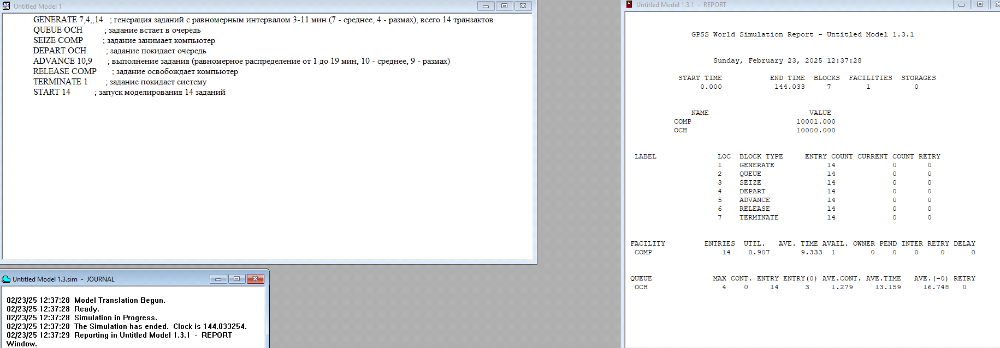 Untitled Model 1
GENERATE 7,4,,14 ; генерация заданий с равномерным интервалом 3-11 мин (7 - среднее, 4 - размах), всего 14 транзактов
QUEUE OCH ; задание встает в очередь
SEIZE COMP ; задание занимает компьютер
DEPART OCH ; задание покидает очередь
ADVANCE 10,9 ; выполнение задания (равномерное распределение от 1 до 19 мин, 10 - среднее, 9 - размах)
RELEASE COMP ; задание освобождает компьютер
TERMINATE 1 ; задание покидает систему
START 14 ; запуск моделирования 14 заданий
Untitled Model 1.3.sim - JOURNAL
02/23/25 12:37:28 Model Translation Begun.
02/23/25 12:37:28 Ready.
02/23/25 12:37:28 Simulation in Progress.
02/23/25 12:37:28 The Simulation has ended. Clock is 144.033254.
02/23/25 12:37:29 Reporting in Untitled Model 1.3.1 - REPORT
Window.
Untitled Model 1.3.1 - REPORT
GPSS World Simulation Report - Untitled Model 1.3.1
Sunday, February 23, 2025 12:37:28
START TIME END TIME BLOCKS FACILITIES STORAGES
0.000 144.033 7 1 0
NAME VALUE
COMP 10001.000
OCH 10000.000
LABEL LOC BLOCK TYPE ENTRY COUNT CURRENT COUNT RETRY
1 GENERATE 14 0 0
2 QUEUE 14 0 0
3 SEIZE 14 0 0
4 DEPART 14 0 0
5 ADVANCE 14 0 0
6 RELEASE 14 0 0
7 TERMINATE 14 0 0
FACILITY ENTRIES UTIL. AVE. TIME AVAIL. OWNER PEND INTER RETRY DELAY
COMP 14 0.907 9.333 1 0 0 0 0 0
QUEUE MAX CONT. ENTRY ENTRY(0) AVE.CONT. AVE.TIME AVE.(-0) RETRY
OCH 4 0 14 3 1.279 13.159 16.748 0